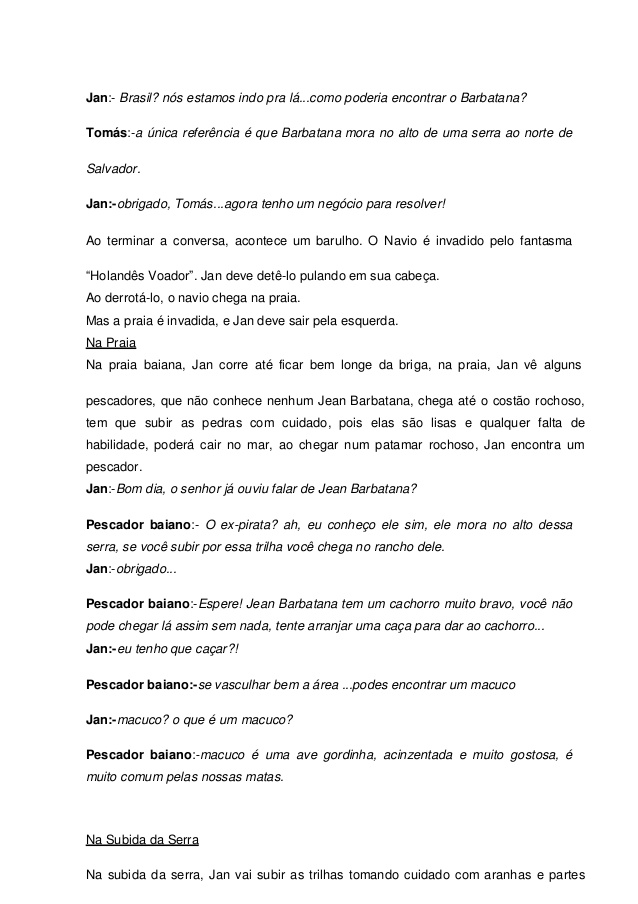 Jan:- Brasil? nós estamos indo pra lá...como poderia encontrar o Barbatana?
Tomás:-a única referência é que Barbatana mora no alto de uma serra ao norte de
Salvador.
Jan:-obrigado, Tomás...agora tenho um negócio para resolver!
Ao terminar a conversa, acontece um barulho. O Navio é invadido pelo fantasma
“Holandês Voador”. Jan deve detê-lo pulando em sua cabeça.
Ao derrotá-lo, o navio chega na praia.
Mas a praia é invadida, e Jan deve sair pela esquerda.
Na Praia
Na praia baiana, Jan corre até ficar bem longe da briga, na praia, Jan vê alguns
pescadores, que não conhece nenhum Jean Barbatana, chega até o costão rochoso,
tem que subir as pedras com cuidado, pois elas são lisas e qualquer falta de
habilidade, poderá cair no mar, ao chegar num patamar rochoso, Jan encontra um
pescador.
Jan:-Bom dia, o senhor já ouviu falar de Jean Barbatana?
Pescador baiano:- O ex-pirata? ah, eu conheço ele sim, ele mora no alto dessa
serra, se você subir por essa trilha você chega no rancho dele.
Jan:-obrigado...
Pescador baiano:-Espere! Jean Barbatana tem um cachorro muito bravo, você não
pode chegar lá assim sem nada, tente arranjar uma caça para dar ao cachorro...
Jan:-eu tenho que caçar?!
Pescador baiano:-se vasculhar bem a área ...podes encontrar um macuco
Jan:-macuco? o que é um macuco?
Pescador baiano:-macuco é uma ave gordinha, acinzentada e muito gostosa, é
muito comum pelas nossas matas.
Na Subida da Serra
Na subida da serra, Jan vai subir as trilhas tomando cuidado com aranhas e partes